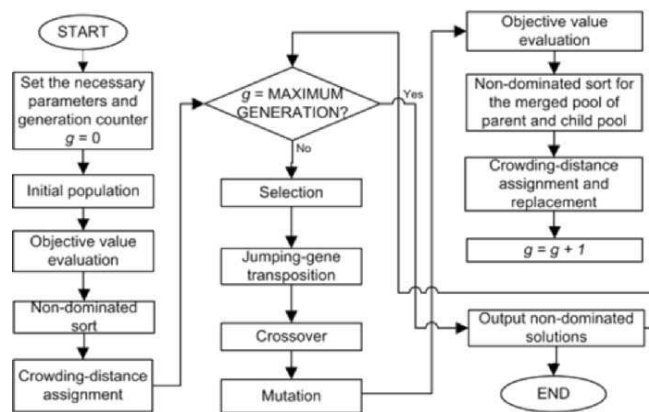 START
Set the necessary
parameters and
generation counter
g = 0
Initial population
Objective value
evaluation
Non-dominated
sort
Crowding-distance
assignment
g = MAXIMUM
GENERATION?
Yes
No
Selection
Jumping-gene
transposition
Crossover
Mutation
Objective value
evaluation
Non-dominated sort for
the merged pool of
parent and child pool
Crowding-distance
assignment and
replacement
g = g + 1
Output non-dominated
solutions
END